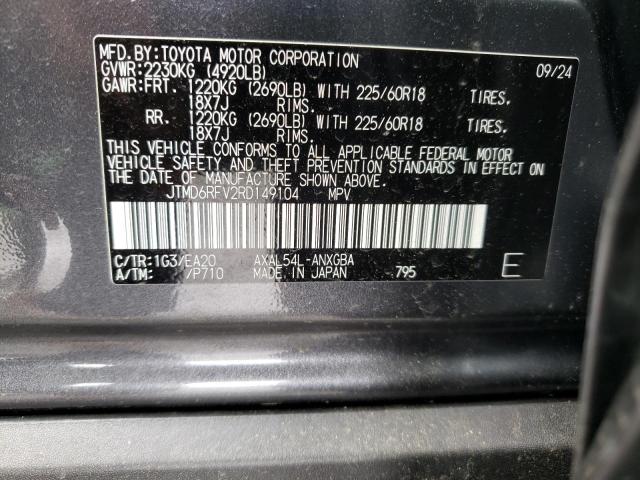 MFD.BY:TOYOTA MOTOR CORPORATION 09/24
GVWR:2230KG (4920LB)
GAWR:FRT. 1220KG (2690LB) WITH 225/60R18 TIRES.
18X7J RIMS.
RR. 1220KG (2690LB) WITH 225/60R18 TIRES.
18X7J RIMS.
THIS VEHICLE CONFORMS TO ALL APPLICABLE FEDERAL MOTOR
VEHICLE SAFETY AND THEFT PREVENTION STANDARDS IN EFFECT ON
THE DATE OF MANUFACTURE SHOWN ABOVE.
JTMD6RFV2RD149104 MPV
C/TR:1G3/EA20 AXAL54L-ANXGBA
A/TM: /P710 MADE IN JAPAN 795 E